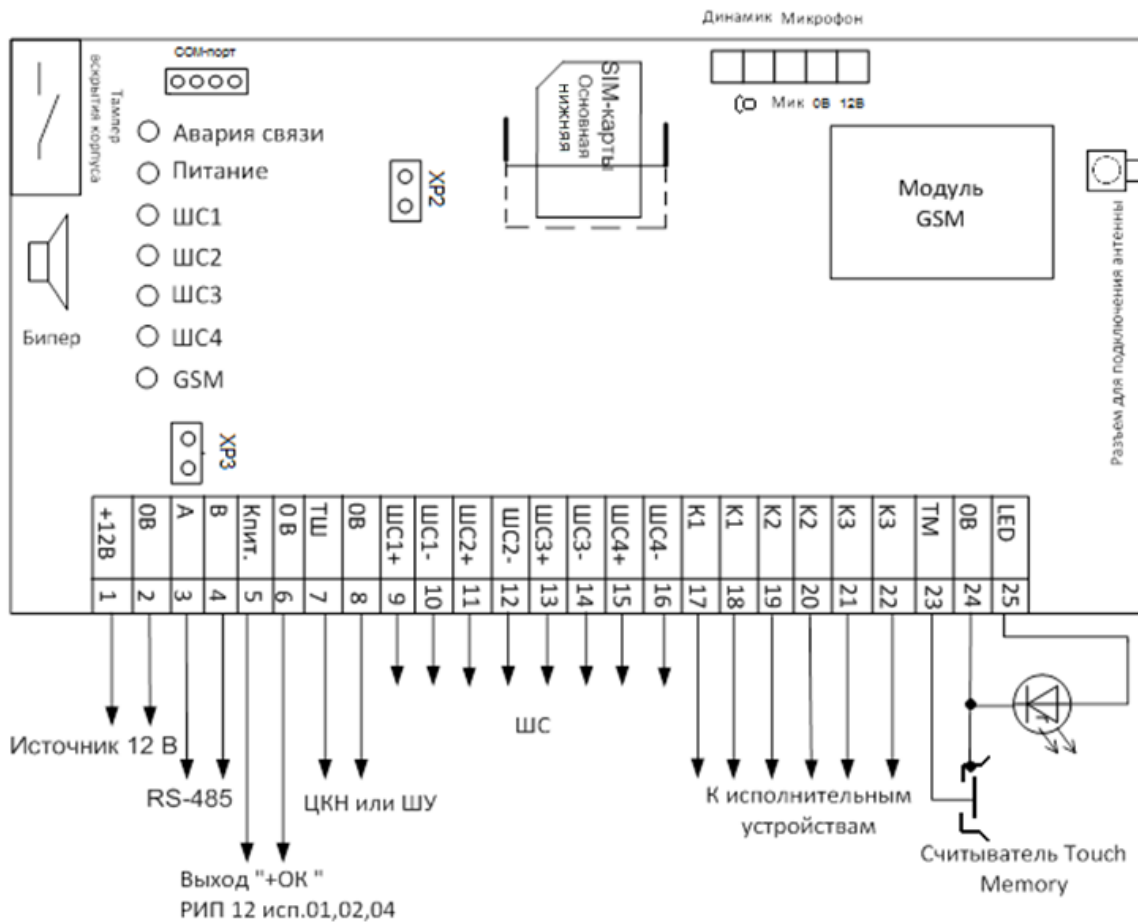 Динамик Микрофон
COM-порт
Тампер
вскрытия корпуса
SIM-карты
Основная
нижняя
Мик 0В 12В
Авария связи
Питание
ШС1
ШС2
ШС3
ШС4
GSM
XP2
Модуль
GSM
Разъем для подключения антенны
Бипер
XP3
+12В 0В А В Кпит. 0 В ТШ 0В ШС1+ ШС1- ШС2+ ШС2- ШС3+ ШС3- ШС4+ ШС4- К1 К1 К2 К2 К3 К3 ТМ 0В LED
1 2 3 4 5 6 7 8 9 10 11 12 13 14 15 16 17 18 19 20 21 22 23 24 25
Источник 12 В
RS-485
ЦКН или ШУ
ШС
К исполнительным
устройствам
Считыватель Touch
Memory
Выход "+ОК "
РИП 12 исп.01,02,04